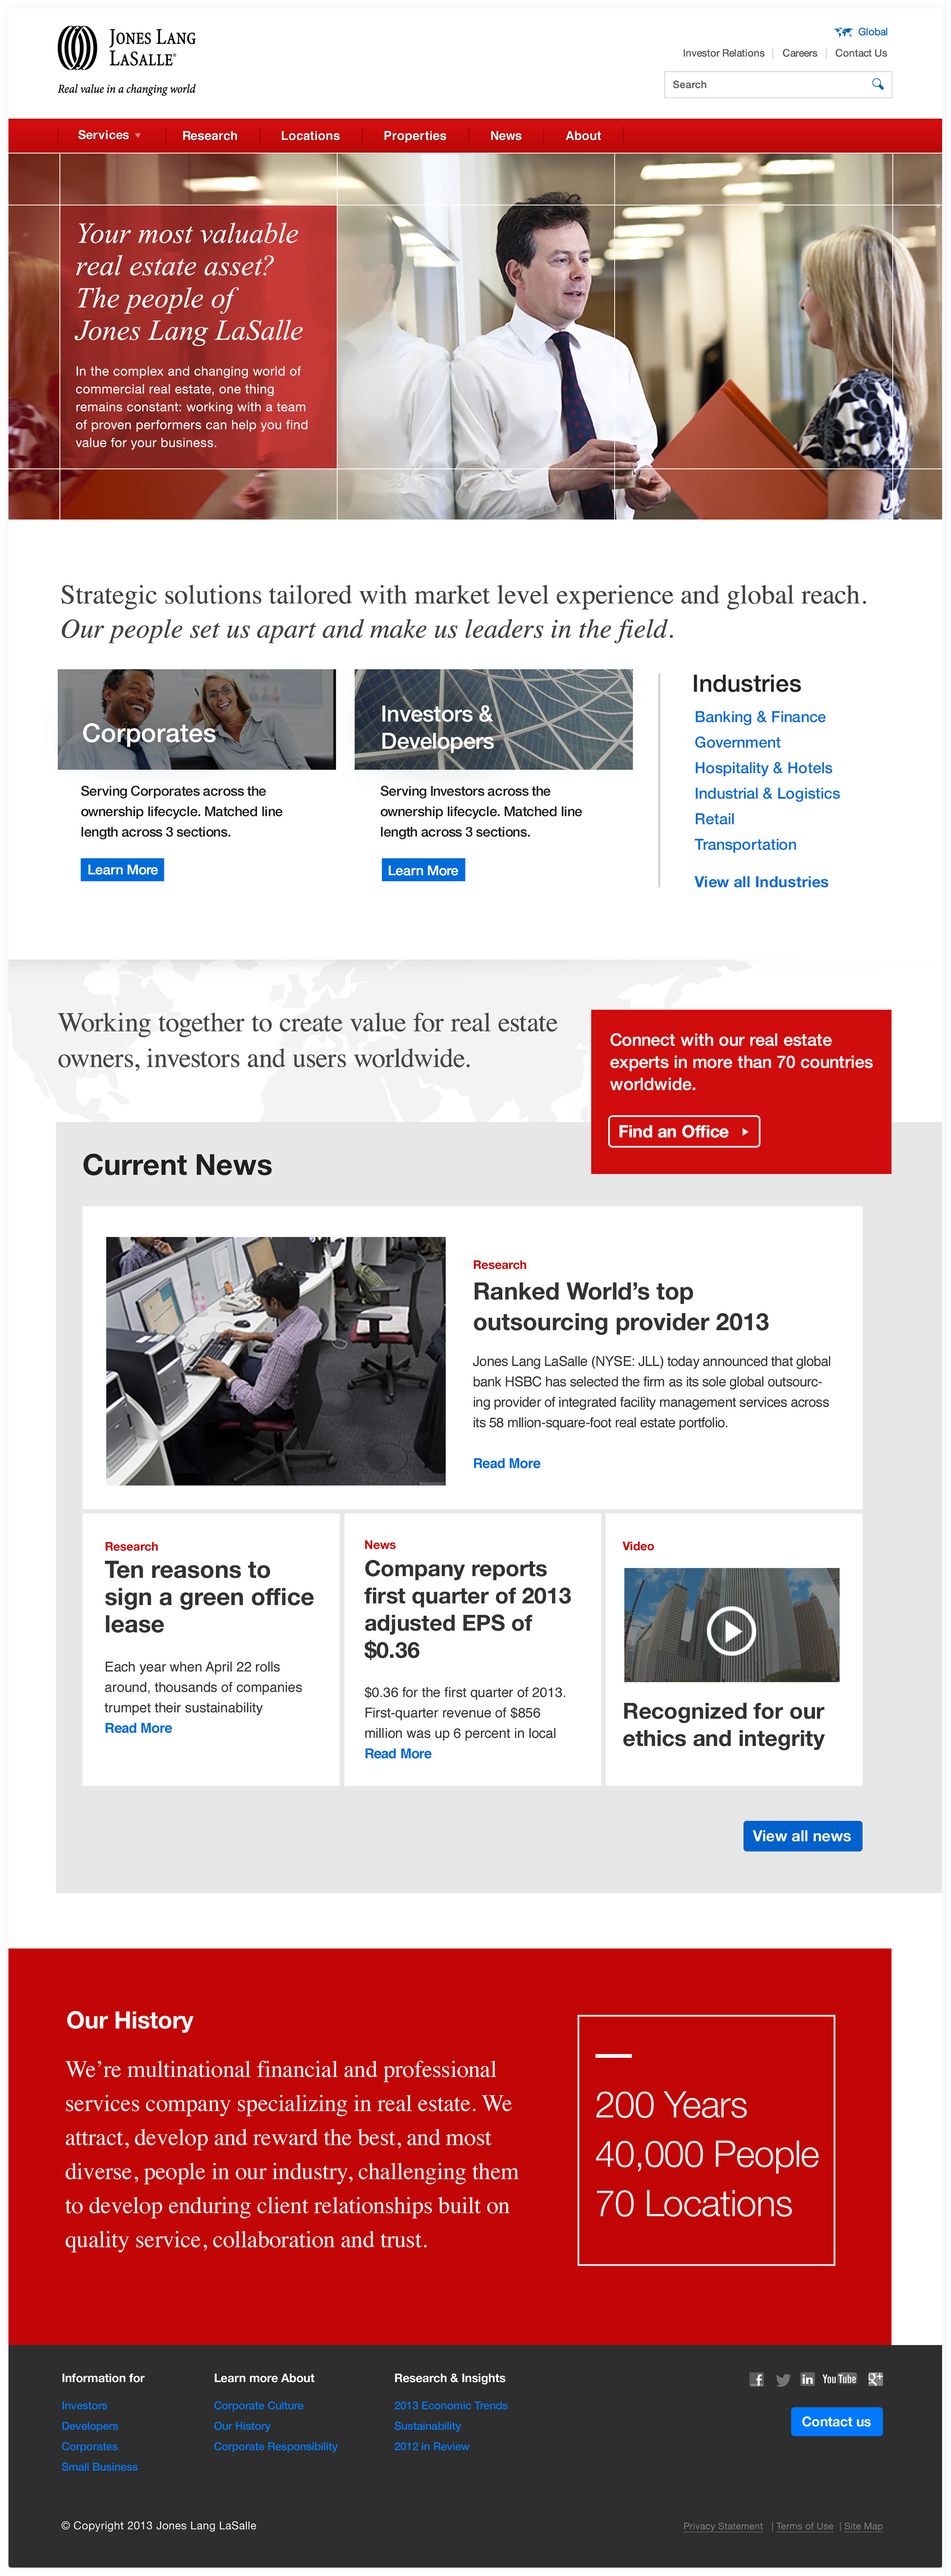 JONES LANG
LASALLE®
Real value in a changing world
Global
Investor Relations | Careers | Contact Us
Search
Services
Research
Locations
Properties
News
About
Your most valuable
real estate asset?
The people of
Jones Lang LaSalle
In the complex and changing world of
commercial real estate, one thing
remains constant: working with a team
of proven performers can help you find
value for your business.
Strategic solutions tailored with market level experience and global reach.
Our people set us apart and make us leaders in the field.
Corporates
Serving Corporates across the
ownership lifecycle. Matched line
length across 3 sections.
Learn More
Investors &
Developers
Serving Investors across the
ownership lifecycle. Matched line
length across 3 sections.
Learn More
Industries
Banking & Finance
Government
Hospitality & Hotels
Industrial & Logistics
Retail
Transportation
View all Industries
Working together to create value for real estate
owners, investors and users worldwide.
Connect with our real estate
experts in more than 70 countries
worldwide.
Find an Office
Current News
Research
Ranked World's top
outsourcing provider 2013
Jones Lang LaSalle (NYSE: JLL) today announced that global
bank HSBC has selected the firm as its sole global outsourc-
ing provider of integrated facility management services across
its 58 mllion-square-foot real estate portfolio.
Read More
Research
Ten reasons to
sign a green office
lease
Each year when April 22 rolls
around, thousands of companies
trumpet their sustainability
Read More
News
Company reports
first quarter of 2013
adjusted EPS of
$0.36
$0.36 for the first quarter of 2013.
First-quarter revenue of $856
million was up 6 percent in local
Read More
Video
Recognized for our
ethics and integrity
View all news
Our History
We're multinational financial and professional
services company specializing in real estate. We
attract, develop and reward the best, and most
diverse, people in our industry, challenging them
to develop enduring client relationships built on
quality service, collaboration and trust.
200 Years
40,000 People
70 Locations
Information for
Investors
Developers
Corporates
Small Business
Learn more About
Corporate Culture
Our History
Corporate Responsibility
Research & Insights
2013 Economic Trends
Sustainability
2012 in Review
f
in
You Tube
g+
Contact us
© Copyright 2013 Jones Lang LaSalle
Privacy Statement | Terms of Use | Site Map